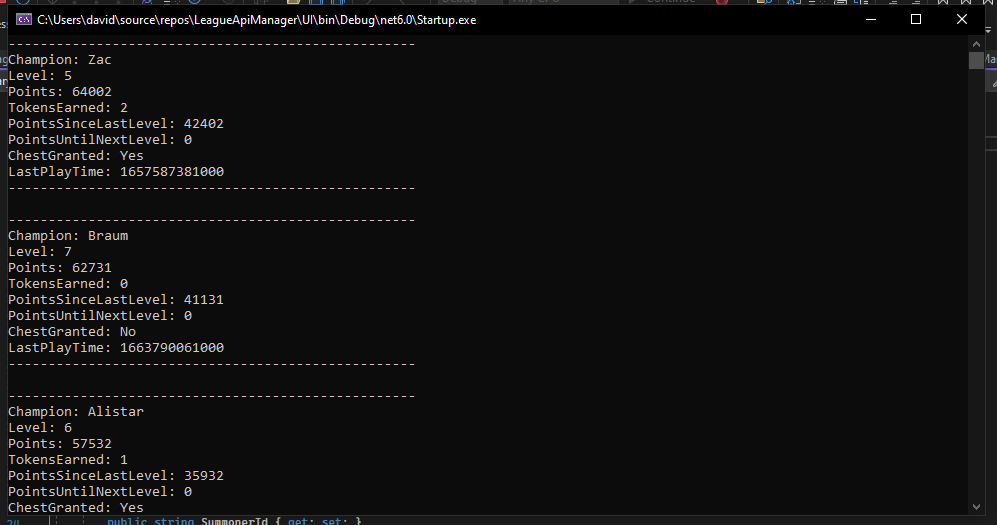 Debug
Continue
C:\Users\david\source\repos\LeagueApiManager\UI\bin\Debug\net6.0\Startup.exe
---------------------------------------------------
Champion: Zac
Level: 5
Points: 64002
TokensEarned: 2
PointsSinceLastLevel: 42402
PointsUntilNextLevel: 0
ChestGranted: Yes
LastPlayTime: 1657587381000
---------------------------------------------------
---------------------------------------------------
Champion: Braum
Level: 7
Points: 62731
TokensEarned: 0
PointsSinceLastLevel: 41131
PointsUntilNextLevel: 0
ChestGranted: No
LastPlayTime: 1663790061000
---------------------------------------------------
---------------------------------------------------
Champion: Alistar
Level: 6
Points: 57532
TokensEarned: 1
PointsSinceLastLevel: 35932
PointsUntilNextLevel: 0
ChestGranted: Yes
public string SummonerId { get; set; }